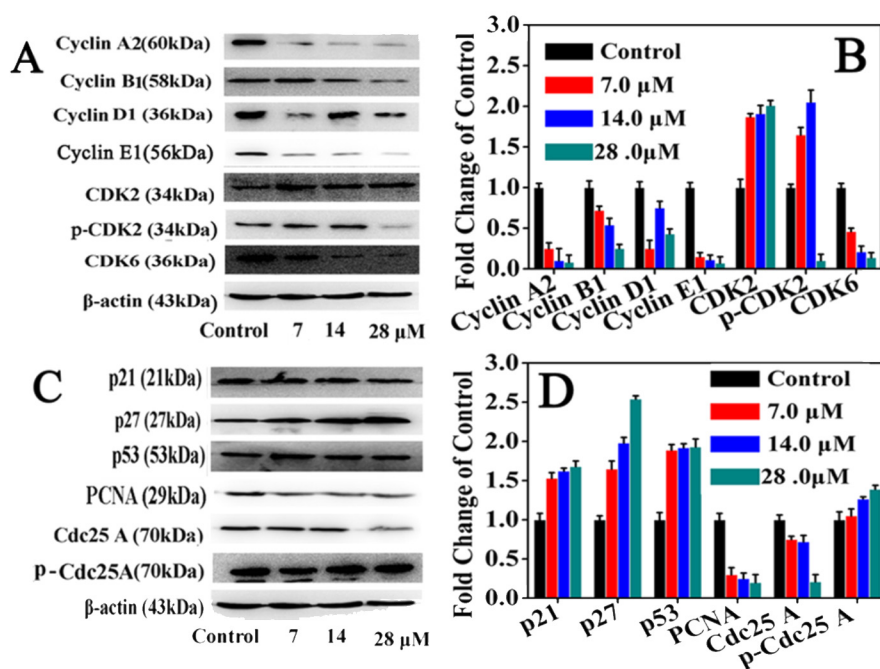 A
Cyclin A2(60kDa)
Cyclin B1(58kDa)
Cyclin D1 (36kDa)
Cyclin E1(56kDa)
CDK2 (34kDa)
p-CDK2 (34kDa)
CDK6 (36kDa)
β-actin (43kDa)
Control 7 14 28 μM
B
Fold Change of Control
3.0
2.5
2.0
1.5
1.0
0.5
0.0
Control
7.0 μM
14.0 μM
28 .0μM
Cyclin A2
Cyclin B1
Cyclin D1
Cyclin E1
CDK2
p-CDK2
CDK6
C
p21 (21kDa)
p27 (27kDa)
p53 (53kDa)
PCNA (29kDa)
Cdc25 A (70kDa)
p-Cdc25A(70kDa)
β-actin (43kDa)
Control 7 14 28 μM
D
Fold Change of Control
3.0
2.5
2.0
1.5
1.0
0.5
0.0
Control
7.0 μM
14.0 μM
28 .0μM
p21
p27
p53
PCNA
Cdc25 A
p-Cdc25 A